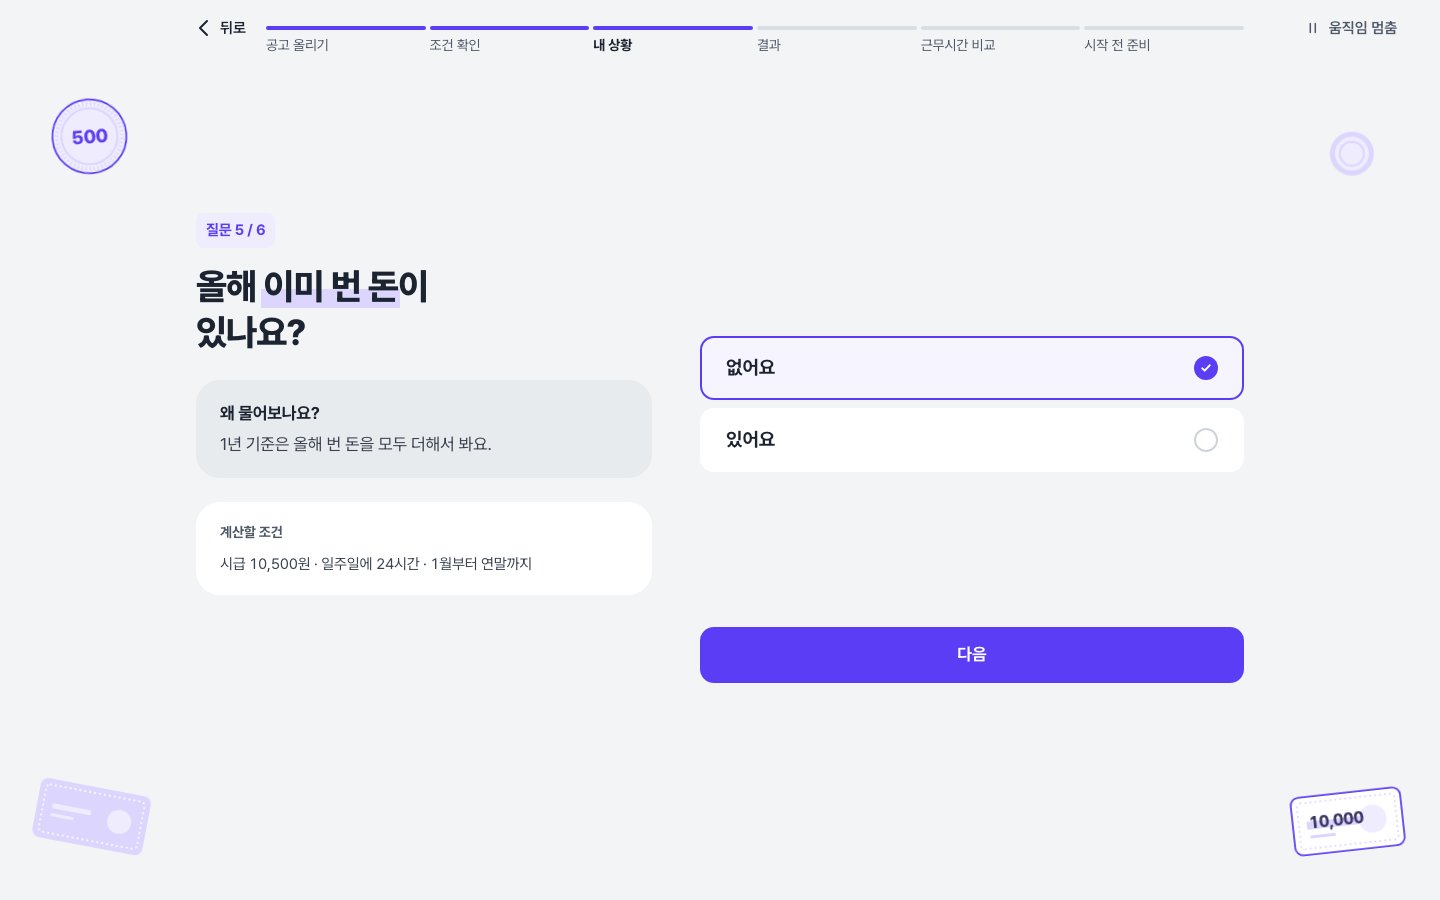 뒤로
공고 올리기
조건 확인
내 상황
결과
근무시간 비교
시작 전 준비
움직임 멈춤
500
질문 5 / 6
올해 이미 번 돈이
있나요?
왜 물어보나요?
1년 기준은 올해 번 돈을 모두 더해서 봐요.
계산할 조건
시급 10,500원 · 일주일에 24시간 · 1월부터 연말까지
없어요
있어요
다음
10,000